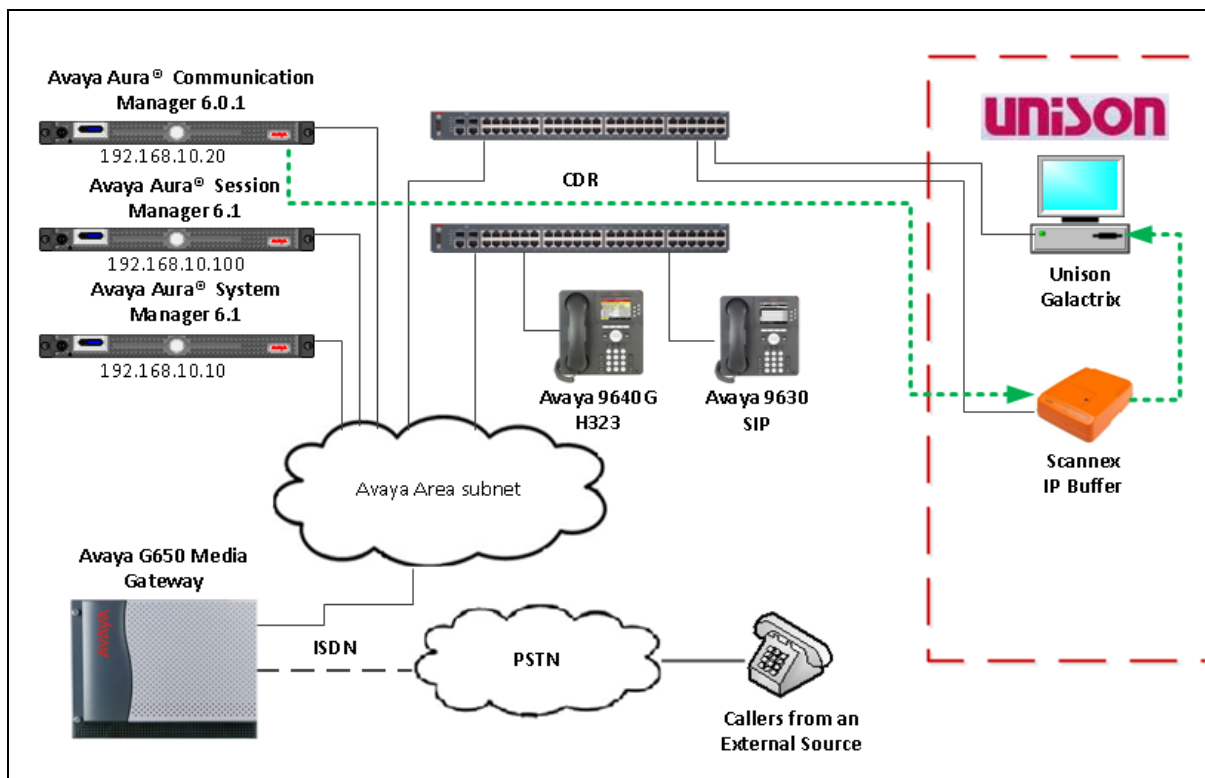 Avaya Aura® Communication
Manager 6.0.1
192.168.10.20
Avaya Aura® Session
Manager 6.1
192.168.10.100
Avaya Aura® System
Manager 6.1
192.168.10.10
CDR
UNISON
Unison
Galactrix
Avaya 9640G
H323
Avaya 9630
SIP
Scannex
IP Buffer
Avaya Area subnet
Avaya G650 Media
Gateway
AVAYA
ISDN
PSTN
Callers from an
External Source